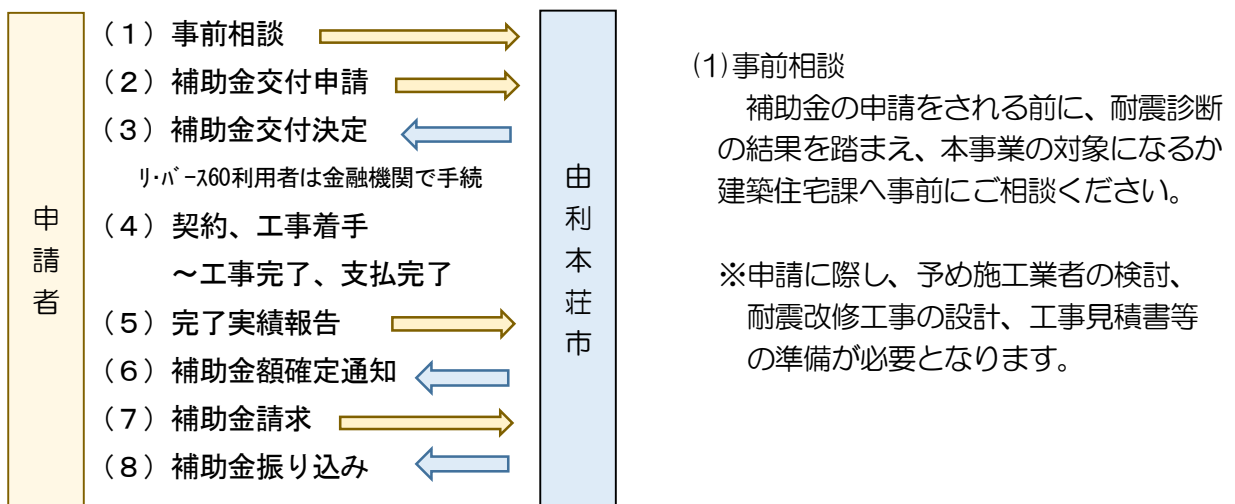 申請者
（１）事前相談
（２）補助金交付申請
（３）補助金交付決定
ﾘ･ﾊﾞｰｽ60利用者は金融機関で手続
（４）契約、工事着手
～工事完了、支払完了
（５）完了実績報告
（６）補助金額確定通知
（７）補助金請求
（８）補助金振り込み
由利本荘市
(1)事前相談
補助金の申請をされる前に、耐震診断
の結果を踏まえ、本事業の対象になるか
建築住宅課へ事前にご相談ください。
※申請に際し、予め施工業者の検討、
耐震改修工事の設計、工事見積書等
の準備が必要となります。